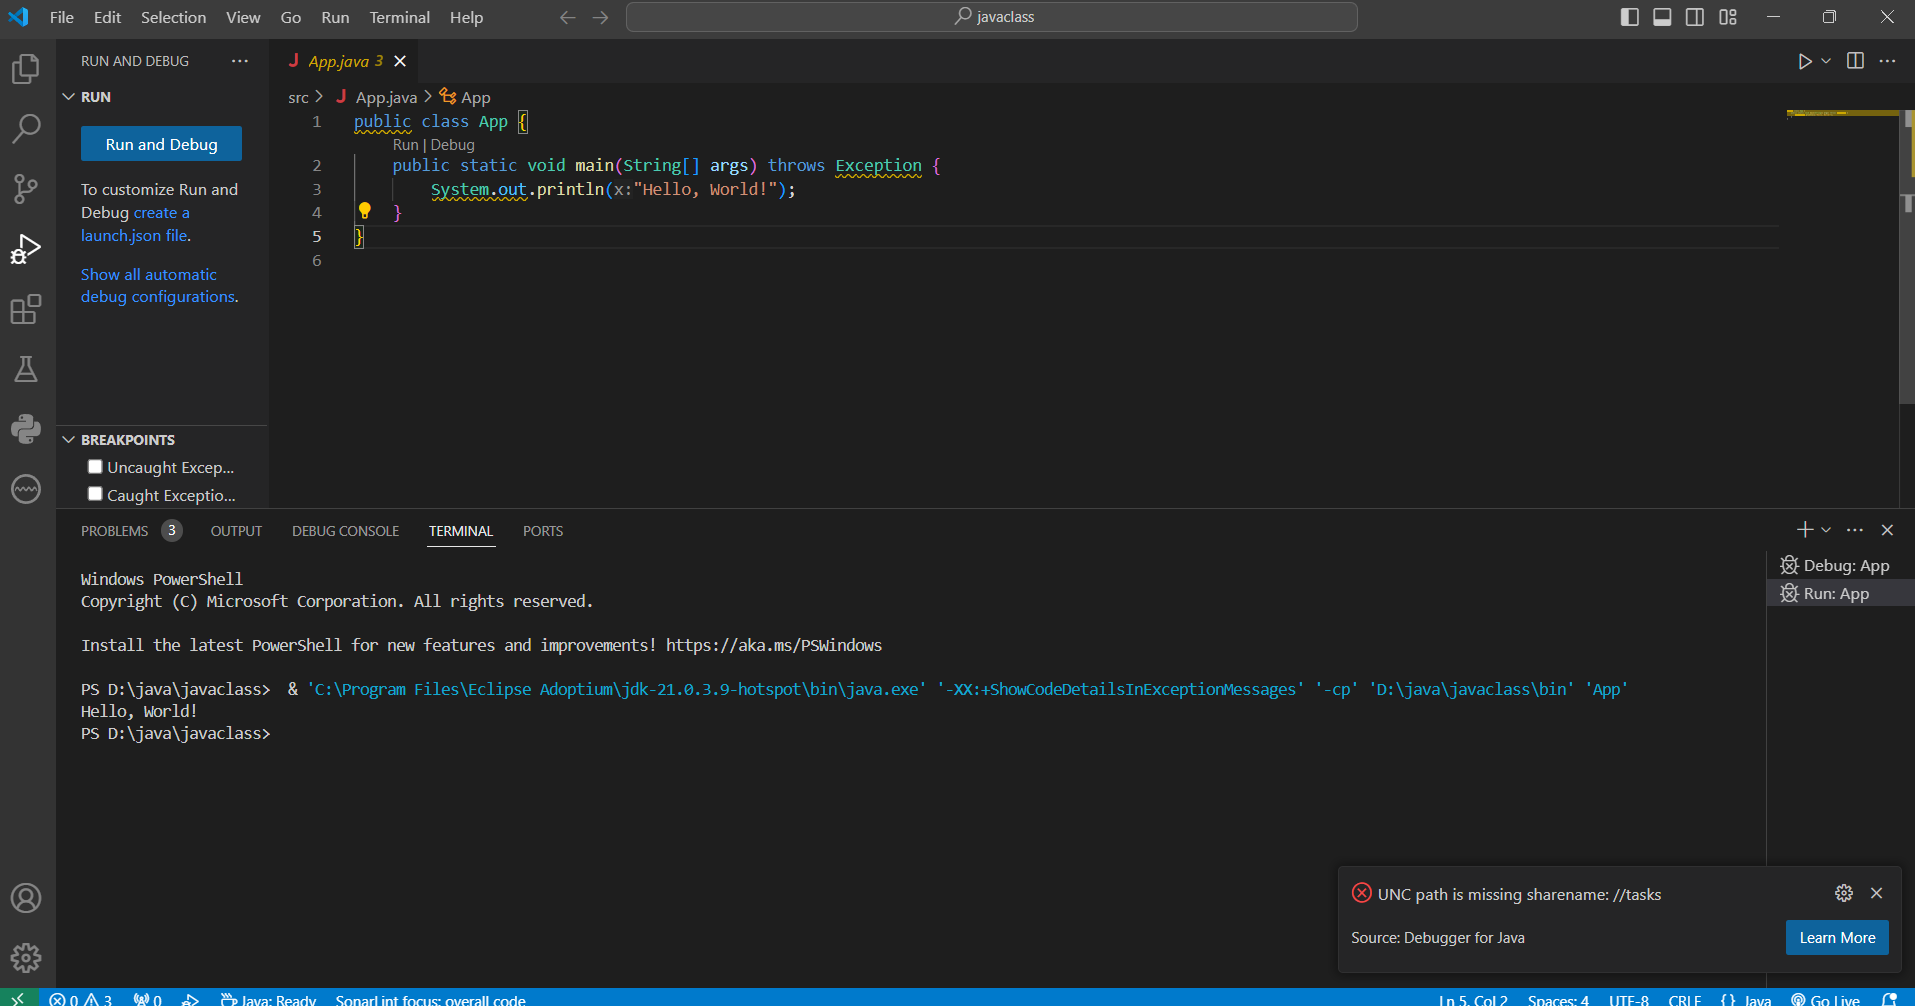 File Edit Selection View Go Run Terminal Help
javaclass
RUN AND DEBUG
RUN
Run and Debug
To customize Run and
Debug create a
launch.json file.
Show all automatic
debug configurations.
BREAKPOINTS
Uncaught Excep...
Caught Exceptio...
App.java 3
src > App.java > App
1 public class App {
Run | Debug
2 public static void main(String[] args) throws Exception {
3 System.out.println(x:"Hello, World!");
4 }
5 }
6
PROBLEMS 3 OUTPUT DEBUG CONSOLE TERMINAL PORTS
Windows PowerShell
Copyright (C) Microsoft Corporation. All rights reserved.
Install the latest PowerShell for new features and improvements! https://aka.ms/PSWindows
PS D:\java\javaclass>  & 'C:\Program Files\Eclipse Adoptium\jdk-21.0.3.9-hotspot\bin\java.exe' '-XX:+ShowCodeDetailsInExceptionMessages' '-cp' 'D:\java\javaclass\bin' 'App'
Hello, World!
PS D:\java\javaclass>
Debug: App
Run: App
UNC path is missing sharename: //tasks
Source: Debugger for Java
Learn More
0 3 0 Java: Ready SonarLint focus: overall code Ln 5, Col 2 Spaces: 4 UTF-8 CRLF {} Java Go Live